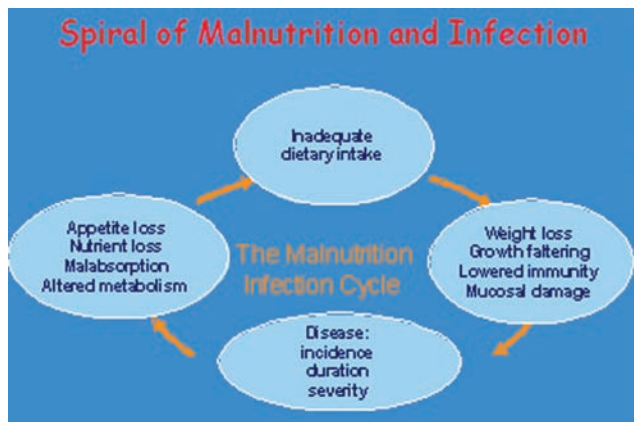 Spiral of Malnutrition and Infection
Inadequate
dietary intake
Appetite loss
Nutrient loss
Malabsorption
Altered metabolism
The Malnutrition
Infection Cycle
Weight loss
Growth faltering
Lowered immunity
Mucosal damage
Disease:
incidence
duration
severity